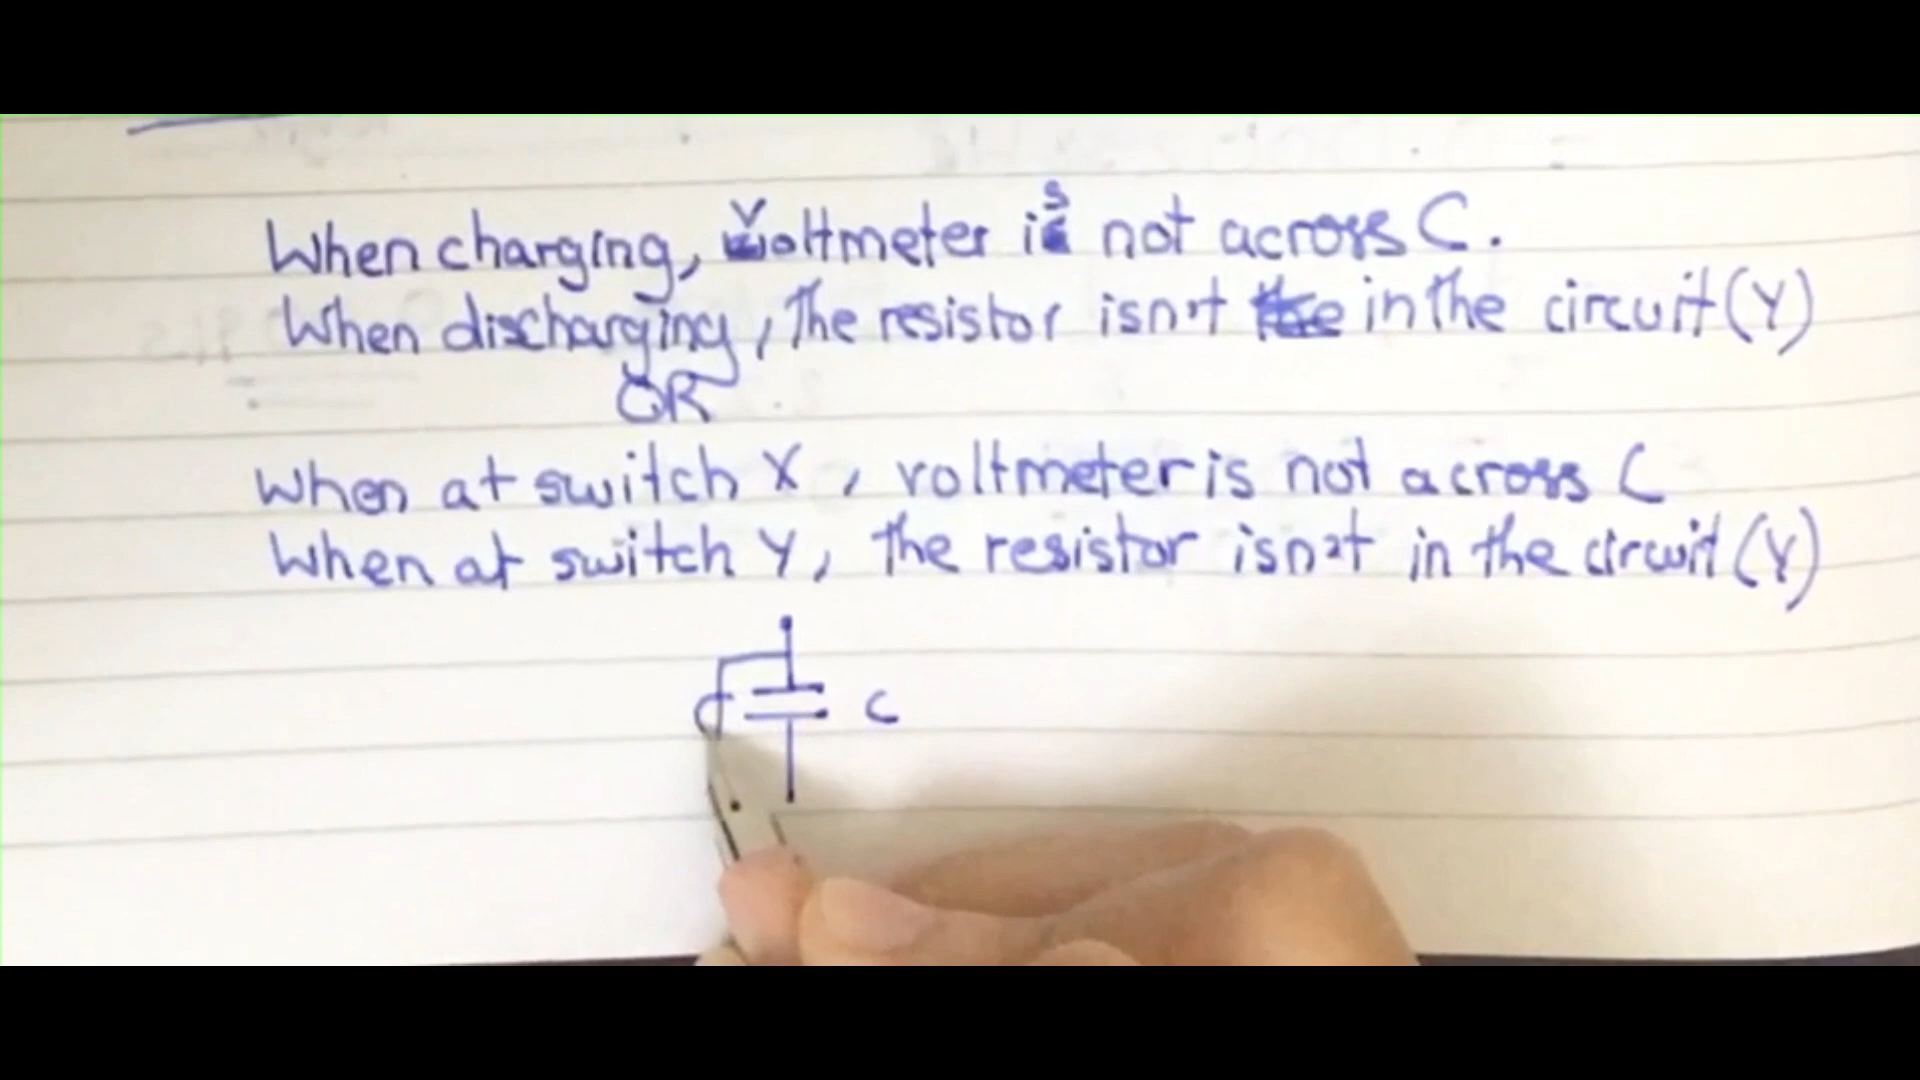 When charging, voltmeter is not across C.
When discharging, the resistor isn't in the circuit (Y)
OR
When at switch X, voltmeter is not across C
When at switch Y, the resistor isn't in the circuit (Y)
C